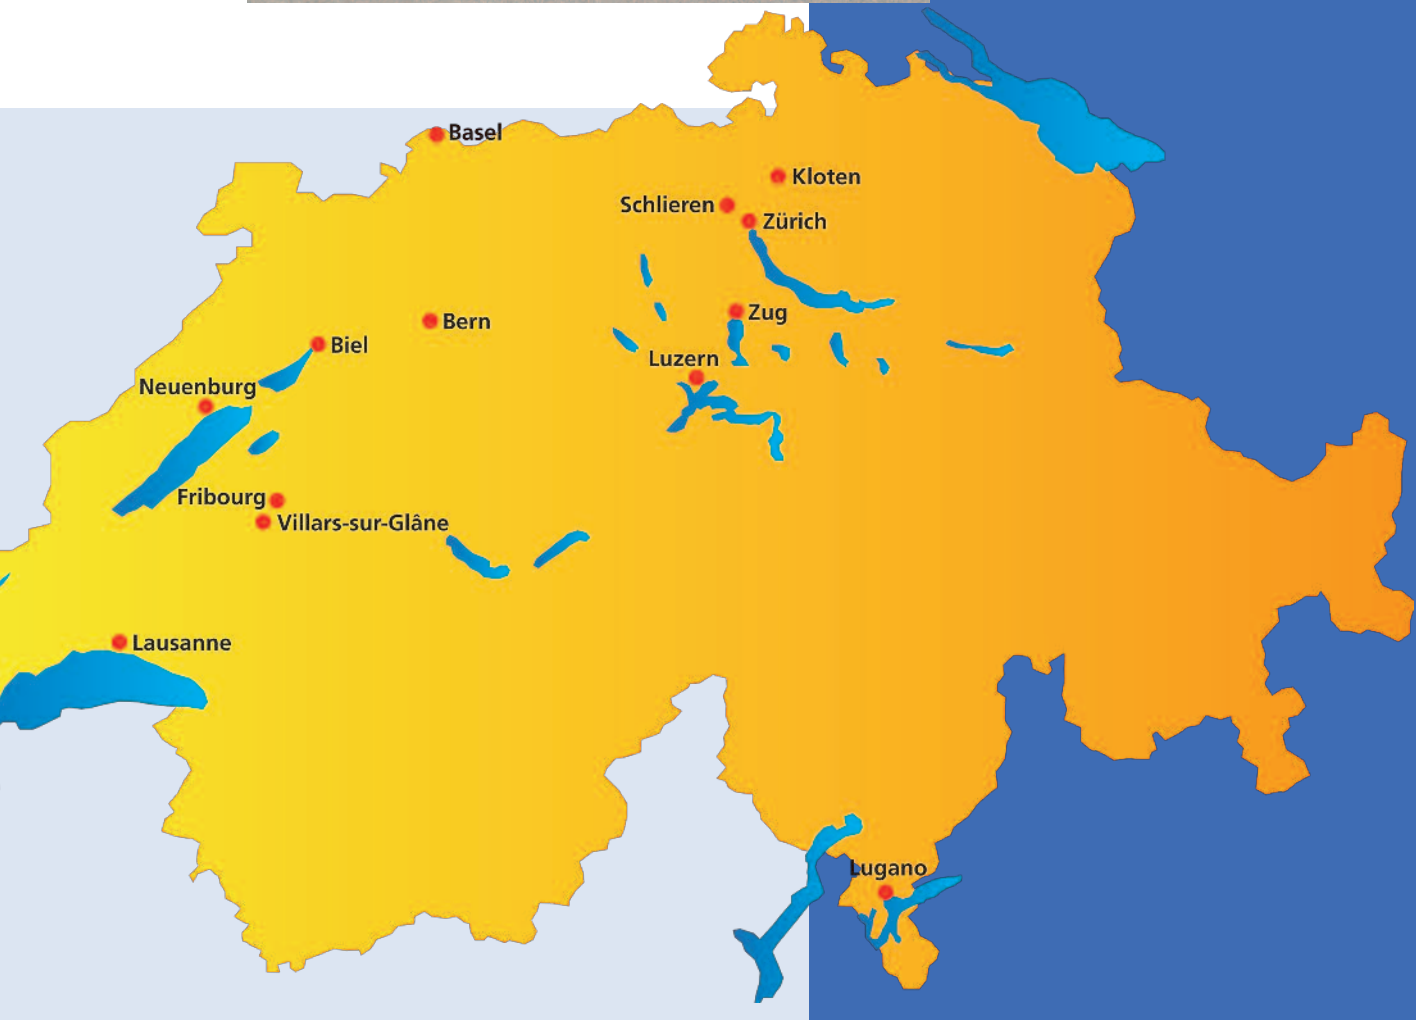 Basel
Kloten
Schlieren
Zürich
Zug
Bern
Biel
Luzern
Neuenburg
Fribourg
Villars-sur-Glâne
Lausanne
Lugano